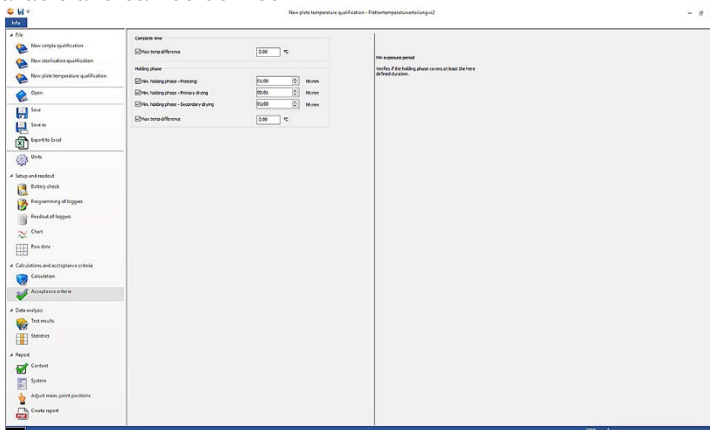 New plate temperature qualification - Plattentemperaturverteilung.vi2
Info
File
New simple qualification
New sterilisation qualification
New plate temperature qualification
Open
Save
Save as
Export to Excel
Units
Setup and readout
Battery check
Programming of loggers
Readout of loggers
Chart
Raw data
Calculations and acceptance criteria
Calculation
Acceptance criteria
Data analysis
Test results
Statistics
Report
Context
System
Adjust meas. point positions
Create report
Complete time
Max temp difference 2.00 °C
Holding phase
Min. holding phase - Freezing 01:00 hh:mm
Min. holding phase - Primary drying 00:01 hh:mm
Min. holding phase - Secondary drying 01:00 hh:mm
Max temp difference 2.00 °C
Min exposure period
Verifies if the holding phase covers at least the here
defined duration.